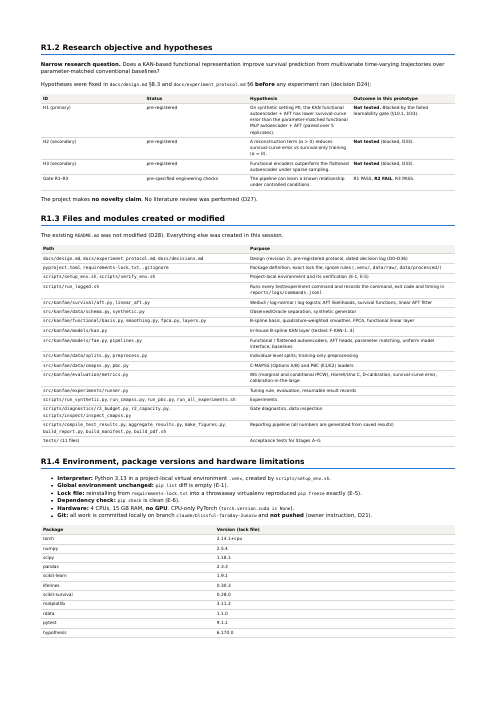 R1.2 Research objective and hypotheses
Narrow research question. Does a KAN-based functional representation improve survival prediction from multivariate time-varying trajectories over
parameter-matched conventional baselines?
Hypotheses were fixed in docs/design.md §8.3 and docs/experiment_protocol.md §6 before any experiment ran (decision D24):
ID Status Hypothesis Outcome in this prototype
H1 (primary) pre-registered On synthetic setting P0, the KAN functional Not tested. Blocked by the failed
autoencoder + AFT has lower survival-curve learnability gate (§10.1, D33).
error than the parameter-matched functional
MLP autoencoder + AFT (paired over 5
replicates).
H2 (secondary) pre-registered A reconstruction term (α > 0) reduces Not tested (blocked, D33).
survival-curve error vs survival-only training
(α = 0).
H3 (secondary) pre-registered Functional encoders outperform the flattened Not tested (blocked, D33).
autoencoder under sparse sampling.
Gate R1–R3 pre-specified engineering checks The pipeline can learn a known relationship R1 PASS, R2 FAIL, R3 PASS.
under controlled conditions.
The project makes no novelty claim. No literature review was performed (D27).
R1.3 Files and modules created or modified
The existing README.md was not modified (D28). Everything else was created in this session.
Path Purpose
docs/design.md, docs/experiment_protocol.md, docs/decisions.md Design (revision 2), pre-registered protocol, dated decision log (D0–D36)
pyproject.toml, requirements-lock.txt, .gitignore Package definition, exact lock file, ignore rules (.venv/, data/raw/, data/processed/)
scripts/setup_env.sh, scripts/verify_env.sh Project-local environment and its verification (E-1, E-5)
scripts/run_logged.sh Runs every test/experiment command and records the command, exit code and timing in
reports/logs/commands.jsonl
src/kanfae/survival/aft.py, linear_aft.py Weibull / log-normal / log-logistic AFT likelihoods, survival functions, linear AFT fitter
src/kanfae/data/schema.py, synthetic.py Observed/Oracle separation, synthetic generator
src/kanfae/functional/basis.py, smoothing.py, fpca.py, layers.py B-spline basis, quadrature-weighted smoother, FPCA, functional linear layer
src/kanfae/models/kan.py In-house B-spline KAN layer (tested: F-KAN-1..4)
src/kanfae/models/fae.py, pipelines.py Functional / flattened autoencoders, AFT heads, parameter matching, uniform model
interface; baselines
src/kanfae/data/splits.py, preprocess.py Individual-level splits; training-only preprocessing
src/kanfae/data/cmapss.py, pbc.py C-MAPSS (Options A/B) and PBC (E1/E2) loaders
src/kanfae/evaluation/metrics.py IBS (marginal and conditional IPCW), Harrell/Uno C, D-calibration, survival-curve error,
calibration-in-the-large
src/kanfae/experiments/runner.py Tuning rule, evaluation, resumable result records
scripts/run_synthetic.py, run_cmapss.py, run_pbc.py, run_all_experiments.sh Experiments
scripts/diagnostics/r2_budget.py, r2_capacity.py, Gate diagnostics, data inspection
scripts/inspect/inspect_cmapss.py
scripts/compile_test_results.py, aggregate_results.py, make_figures.py, Reporting pipeline (all numbers are generated from saved results)
build_report.py, build_manifest.py, build_pdf.sh
tests/ (11 files) Acceptance tests for Stages A–G
R1.4 Environment, package versions and hardware limitations
• Interpreter: Python 3.13 in a project-local virtual environment .venv, created by scripts/setup_env.sh.
• Global environment unchanged: pip list diff is empty (E-1).
• Lock file: reinstalling from requirements-lock.txt into a throwaway virtualenv reproduced pip freeze exactly (E-5).
• Dependency check: pip check is clean (E-6).
• Hardware: 4 CPUs, 15 GB RAM, no GPU. CPU-only PyTorch (torch.version.cuda is None).
• Git: all work is committed locally on branch and not pushed (owner instruction, D21).
Package Version (lock file)
torch 2.14.1+cpu
numpy 2.5.4
scipy 1.18.1
pandas 2.3.3
scikit-learn 1.9.1
lifelines 0.30.3
scikit-survival 0.28.0
matplotlib 3.11.2
rdata 1.1.0
pytest 9.1.1
hypothesis 6.170.0